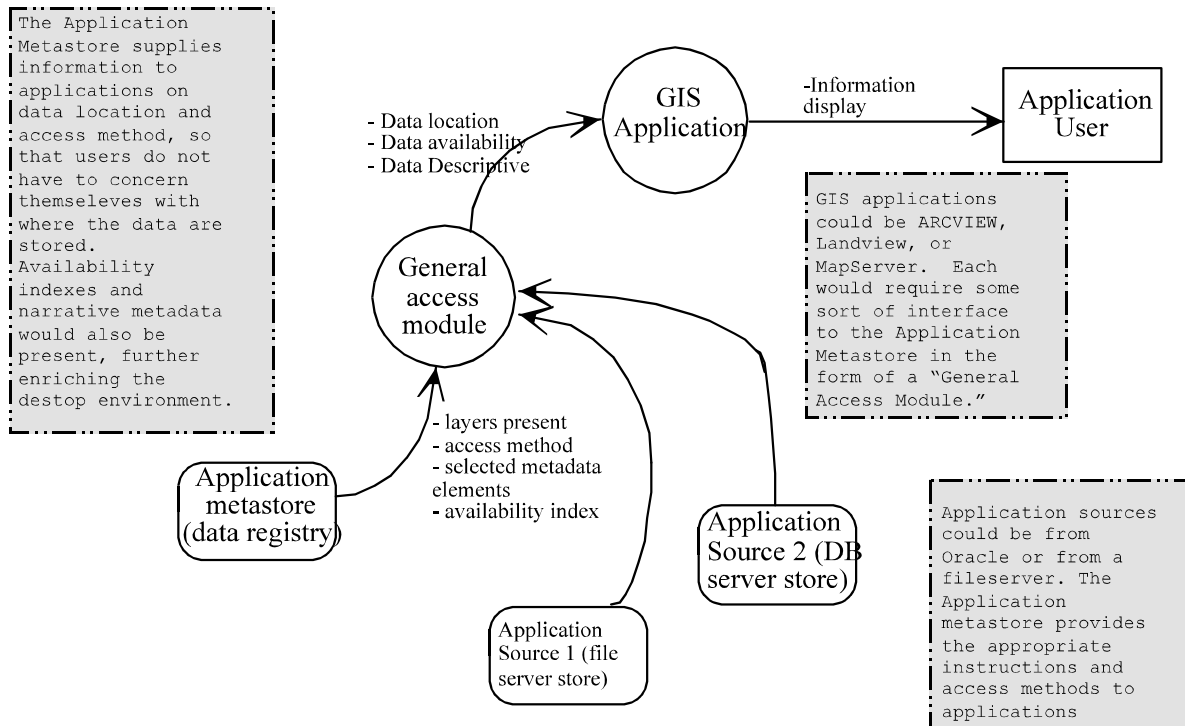 The Application
Metastore supplies
information to
applications on
data location and
access method, so
that users do not
have to concern
themseleves with
where the data are
stored.
Availability
indexes and
narrative metadata
would also be
present, further
enriching the
destop environment.
- Data location
- Data availability
- Data Descriptive
GIS
Application
-Information
display
Application
User
GIS applications
could be ARCVIEW,
Landview, or
MapServer.  Each
would require some
sort of interface
to the Application
Metastore in the
form of a “General
Access Module.”
General
access
module
- layers present
- access method
- selected metadata
elements
- availability index
Application
metastore
(data registry)
Application
Source 1 (file
server store)
Application
Source 2 (DB
server store)
Application sources
could be from
Oracle or from a
fileserver. The
Application
metastore provides
the appropriate
instructions and
access methods to
applications